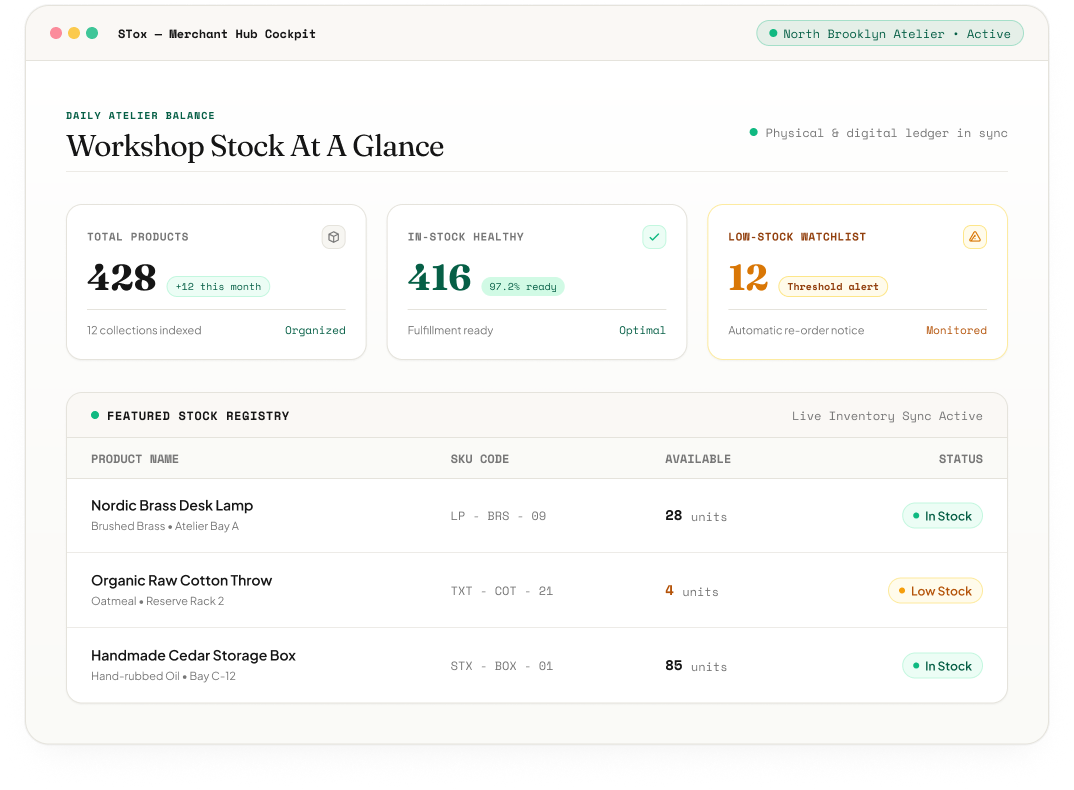 STox — Merchant Hub Cockpit
North Brooklyn Atelier • Active
DAILY ATELIER BALANCE
Workshop Stock At A Glance
Physical & digital ledger in sync
TOTAL PRODUCTS
428 +12 this month
12 collections indexed Organized
IN-STOCK HEALTHY
416 97.2% ready
Fulfillment ready Optimal
LOW-STOCK WATCHLIST
12 Threshold alert
Automatic re-order notice Monitored
FEATURED STOCK REGISTRY Live Inventory Sync Active
PRODUCT NAME SKU CODE AVAILABLE STATUS
Nordic Brass Desk Lamp
Brushed Brass • Atelier Bay A
LP - BRS - 09 28 units In Stock
Organic Raw Cotton Throw
Oatmeal • Reserve Rack 2
TXT - COT - 21 4 units Low Stock
Handmade Cedar Storage Box
Hand-rubbed Oil • Bay C-12
STX - BOX - 01 85 units In Stock